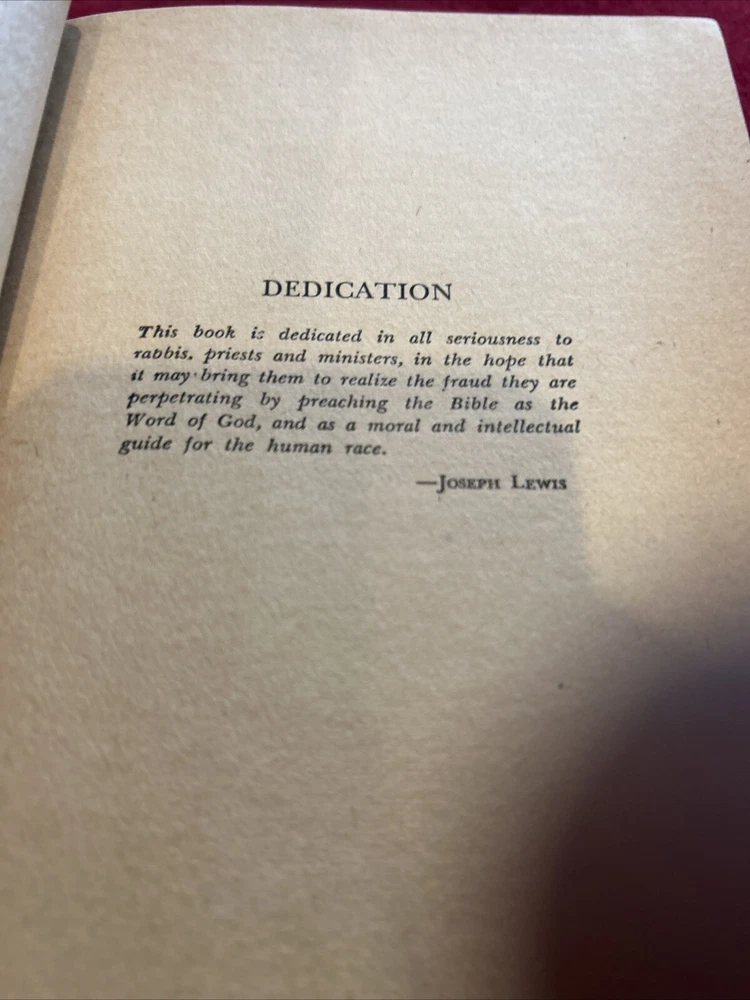 DEDICATION
This book is dedicated in all seriousness to
rabbis, priests and ministers, in the hope that
it may bring them to realize the fraud they are
perpetrating by preaching the Bible as the
Word of God, and as a moral and intellectual
guide for the human race.
—JOSEPH LEWIS